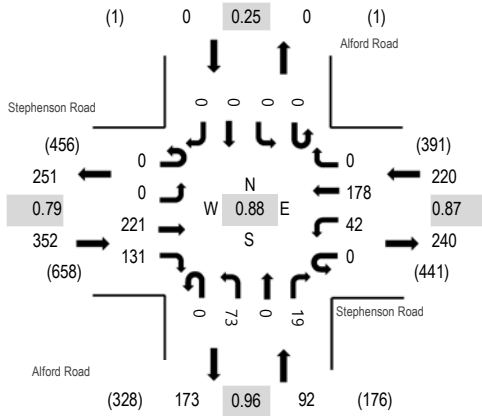 (1) 0 0.25 0 (1)
Alford Road
0 0 0 0
Stephenson Road
(456) 0 0 (391)
251 220
0 N 178
0.79 W 0.88 E 0.87
352 221 S 42 240
131 0
(658) (441)
0 73 0 19
Stephenson Road
Alford Road
(328) 173 0.96 92 (176)